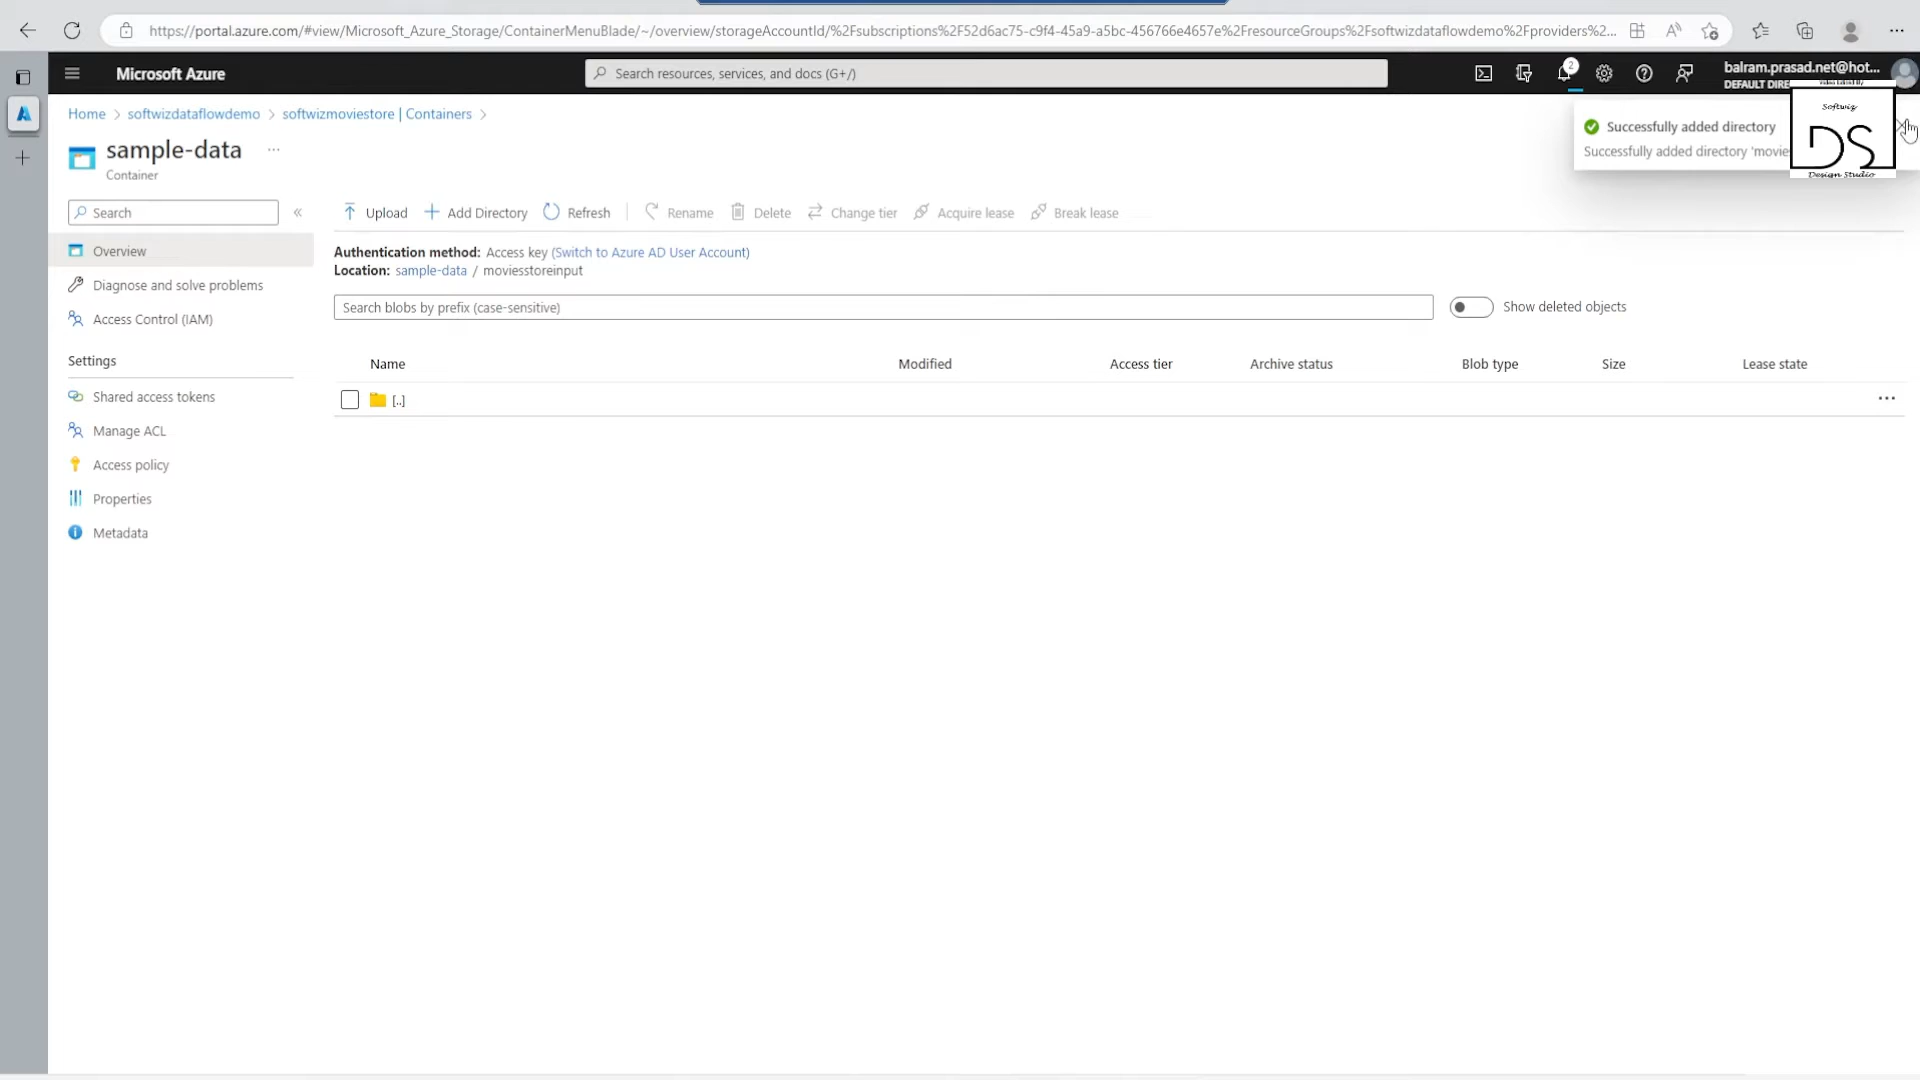 https://portal.azure.com/#view/Microsoft_Azure_Storage/ContainerMenuBlade/~/overview/storageAccountId/%2Fsubscriptions%2F52d6ac75-c9f4-45a9-a5bc-456766e4657e%2FresourceGroups%2Fsoftwizdataflowdemo%2Fproviders%2...
Microsoft Azure
Search resources, services, and docs (G+/)
2
balram.prasad.net@hot...
DEFAULT DIRE
Home > softwizdataflowdemo > softwizmoviestore | Containers >
sample-data ...
Container
Successfully added directory
Successfully added directory 'movie
Softwiz
DS
Design Studio
Search
Upload Add Directory Refresh Rename Delete Change tier Acquire lease Break lease
Overview
Diagnose and solve problems
Access Control (IAM)
Settings
Shared access tokens
Manage ACL
Access policy
Properties
Metadata
Authentication method: Access key (Switch to Azure AD User Account)
Location: sample-data / moviesstoreinput
Search blobs by prefix (case-sensitive)
Show deleted objects
Name Modified Access tier Archive status Blob type Size Lease state
[..]